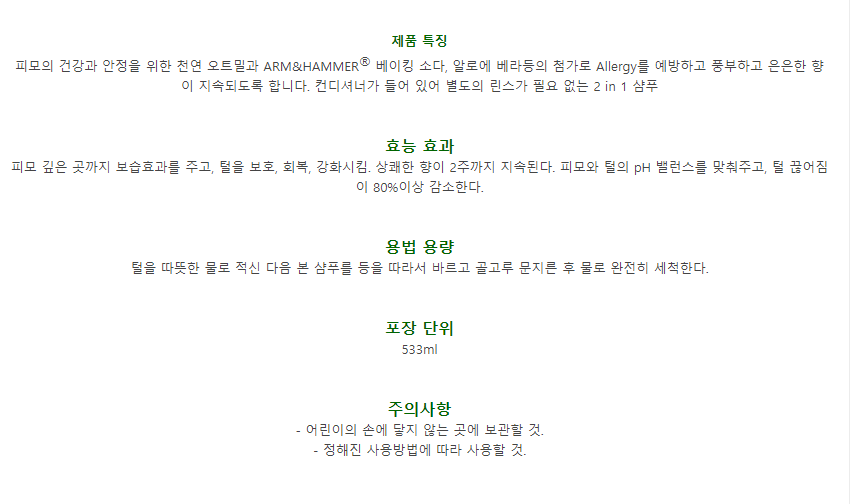 제품 특징
피모의 건강과 안정을 위한 천연 오트밀과 ARM&HAMMER® 베이킹 소다, 알로에 베라등의 첨가로 Allergy를 예방하고 풍부하고 은은한 향
이 지속되도록 합니다. 컨디셔너가 들어 있어 별도의 린스가 필요 없는 2 in 1 샴푸
효능 효과
피모 깊은 곳까지 보습효과를 주고, 털을 보호, 회복, 강화시킴. 상쾌한 향이 2주까지 지속된다. 피모와 털의 pH 밸런스를 맞춰주고, 털 끊어짐
이 80%이상 감소한다.
용법 용량
털을 따뜻한 물로 적신 다음 본 샴푸를 등을 따라서 바르고 골고루 문지른 후 물로 완전히 세척한다.
포장 단위
533ml
주의사항
- 어린이의 손에 닿지 않는 곳에 보관할 것.
- 정해진 사용방법에 따라 사용할 것.